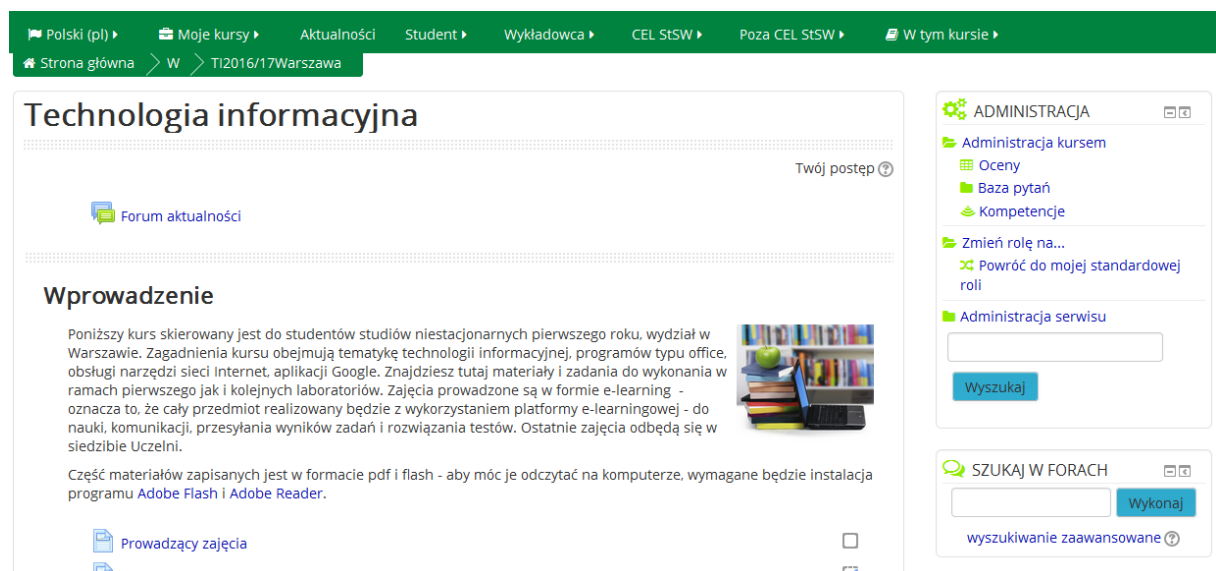 Polski (pl) Moje kursy Aktualności Student Wykładowca CEL StSW Poza CEL StSW W tym kursie
Strona główna W TI2016/17Warszawa
Technologia informacyjna
Twój postęp
Forum aktualności
Wprowadzenie
Poniższy kurs skierowany jest do studentów studiów niestacjonarnych pierwszego roku, wydział w
Warszawie. Zagadnienia kursu obejmują tematykę technologii informacyjnej, programów typu office,
obsługi narzędzi sieci Internet, aplikacji Google. Znajdziesz tutaj materiały i zadania do wykonania w
ramach pierwszego jak i kolejnych laboratoriów. Zajęcia prowadzone są w formie e-learning -
oznacza to, że cały przedmiot realizowany będzie z wykorzystaniem platformy e-learningowej - do
nauki, komunikacji, przesyłania wyników zadań i rozwiązania testów. Ostatnie zajęcia odbędą się w
siedzibie Uczelni.
Część materiałów zapisanych jest w formacie pdf i flash - aby móc je odczytać na komputerze, wymagane będzie instalacja
programu Adobe Flash i Adobe Reader.
Prowadzący zajęcia
ADMINISTRACJA
Administracja kursem
Oceny
Baza pytań
Kompetencje
Zmień rolę na...
Powróć do mojej standardowej
roli
Administracja serwisu
Wyszukaj
SZUKAJ W FORACH
Wykonaj
wyszukiwanie zaawansowane